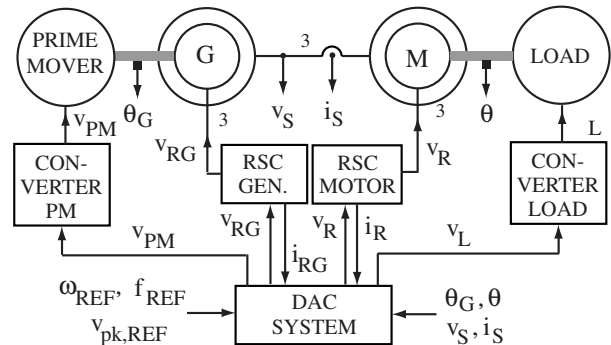 PRIME
MOVER
G
3
M
LOAD
θG
vS
iS
θ
vPM
3
vRG
3
vR
L
CON-
VERTER
PM
RSC
GEN.
RSC
MOTOR
CON-
VERTER
LOAD
vPM
vRG
iRG
vR
iR
vL
ωREF, fREF
vpk,REF
DAC
SYSTEM
θG, θ
vS, iS